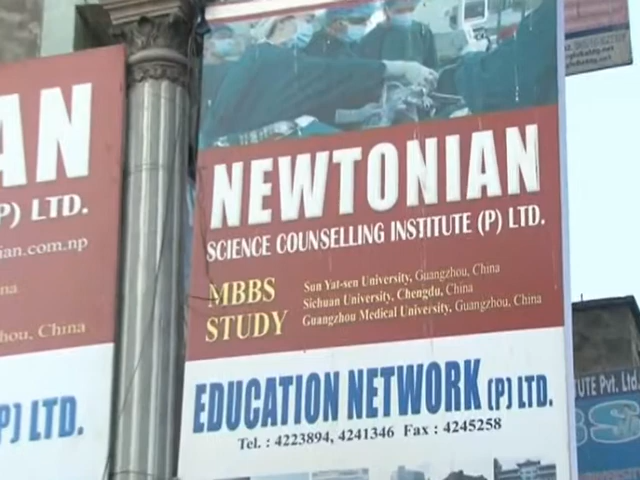 AN
P) LTD.
ian.com.np
na
hou, China
P) LTD.
NEWTONIAN
SCIENCE COUNSELLING INSTITUTE (P) LTD.
MBBS
STUDY
Sun Yat-sen University, Guangzhou, China
Sichuan University, Chengdu, China
Guangzhou Medical University, Guangzhou, China
EDUCATION NETWORK (P) LTD.
Tel. : 4223894, 4241346 Fax : 4245258
TUTE Pvt. Ltd.